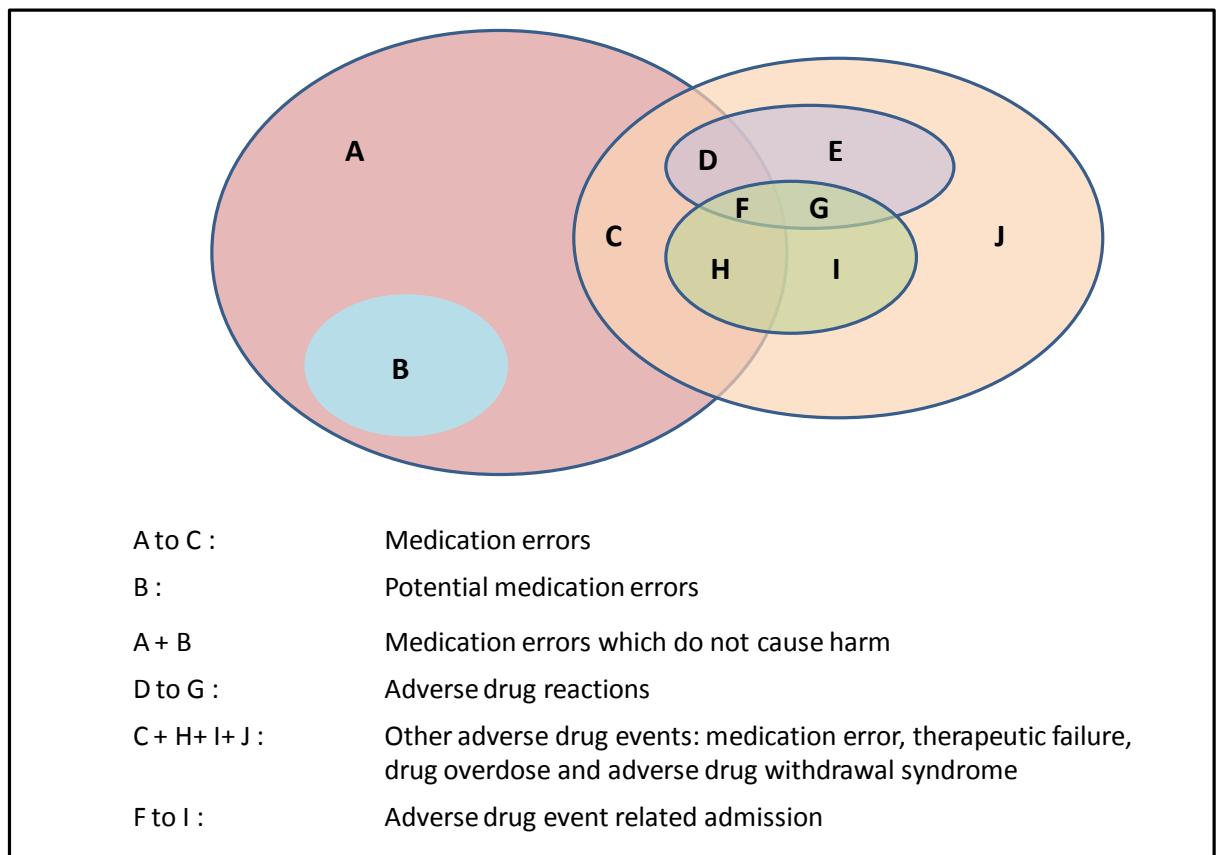 A
D
E
F
G
C
J
H
I
B
A to C : Medication errors
B : Potential medication errors
A + B Medication errors which do not cause harm
D to G : Adverse drug reactions
C + H+ I+ J : Other adverse drug events: medication error, therapeutic failure,
drug overdose and adverse drug withdrawal syndrome
F to I : Adverse drug event related admission